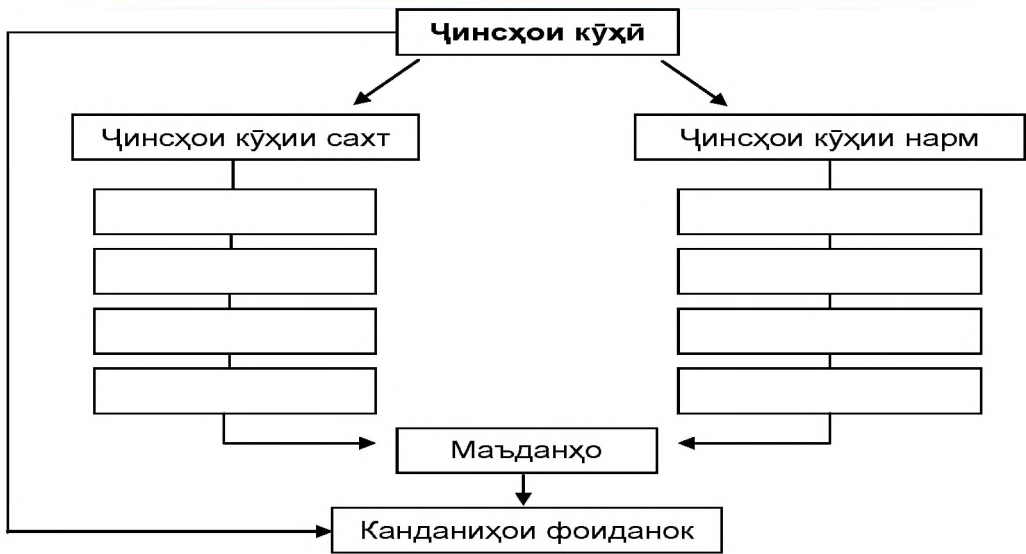 Ҷинсҳои кӯҳӣ
Ҷинсҳои кӯҳии сахт
Ҷинсҳои кӯҳии нарм
Маъданҳо
Канданиҳои фоиданок